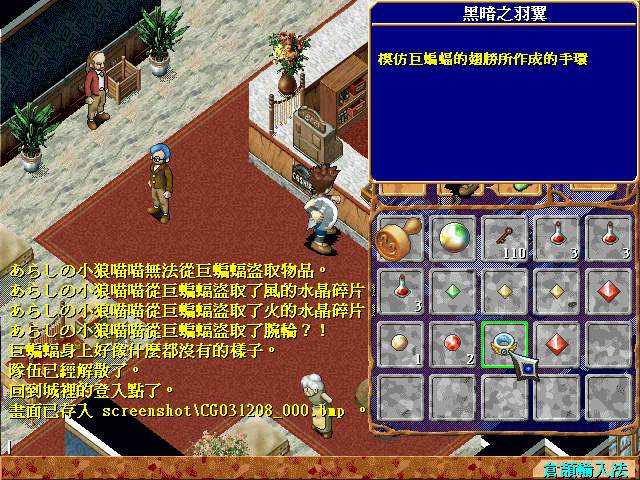 黑暗之羽翼
模仿巨蝙蝠的翅膀所作成的手環
CASHIER
110
3
3
3
1
2
1
あらしの小狼喵喵無法從巨蝙蝠盜取物品。
あらしの小狼喵喵從巨蝙蝠盜取了風的水晶碎片
あらしの小狼喵喵從巨蝙蝠盜取了火的水晶碎片
あらしの小狼喵喵從巨蝙蝠盜取了腕輪？！
巨蝙蝠身上好像什麼都沒有的樣子。
隊伍已經解散了。
回到城裡的登入點了。
畫面已存入 screenshot\CG031208_000.bmp 。
倉頡輸入法